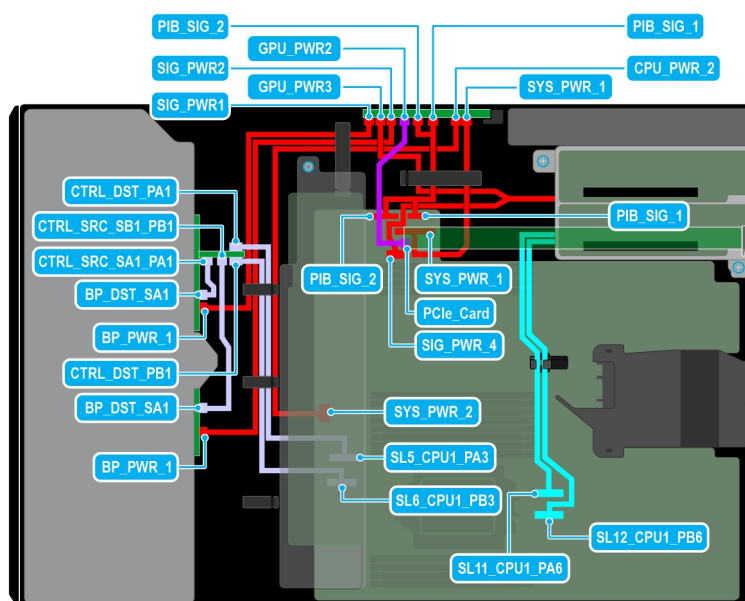 PIB_SIG_2
PIB_SIG_1
GPU_PWR2
SIG_PWR2
CPU_PWR_2
GPU_PWR3
SYS_PWR_1
SIG_PWR1
CTRL_DST_PA1
CTRL_SRC_SB1_PB1
PIB_SIG_1
CTRL_SRC_SA1_PA1
PIB_SIG_2
SYS_PWR_1
BP_DST_SA1
PCIe_Card
BP_PWR_1
SIG_PWR_4
CTRL_DST_PB1
BP_DST_SA1
SYS_PWR_2
BP_PWR_1
SL5_CPU1_PA3
SL6_CPU1_PB3
SL12_CPU1_PB6
SL11_CPU1_PA6